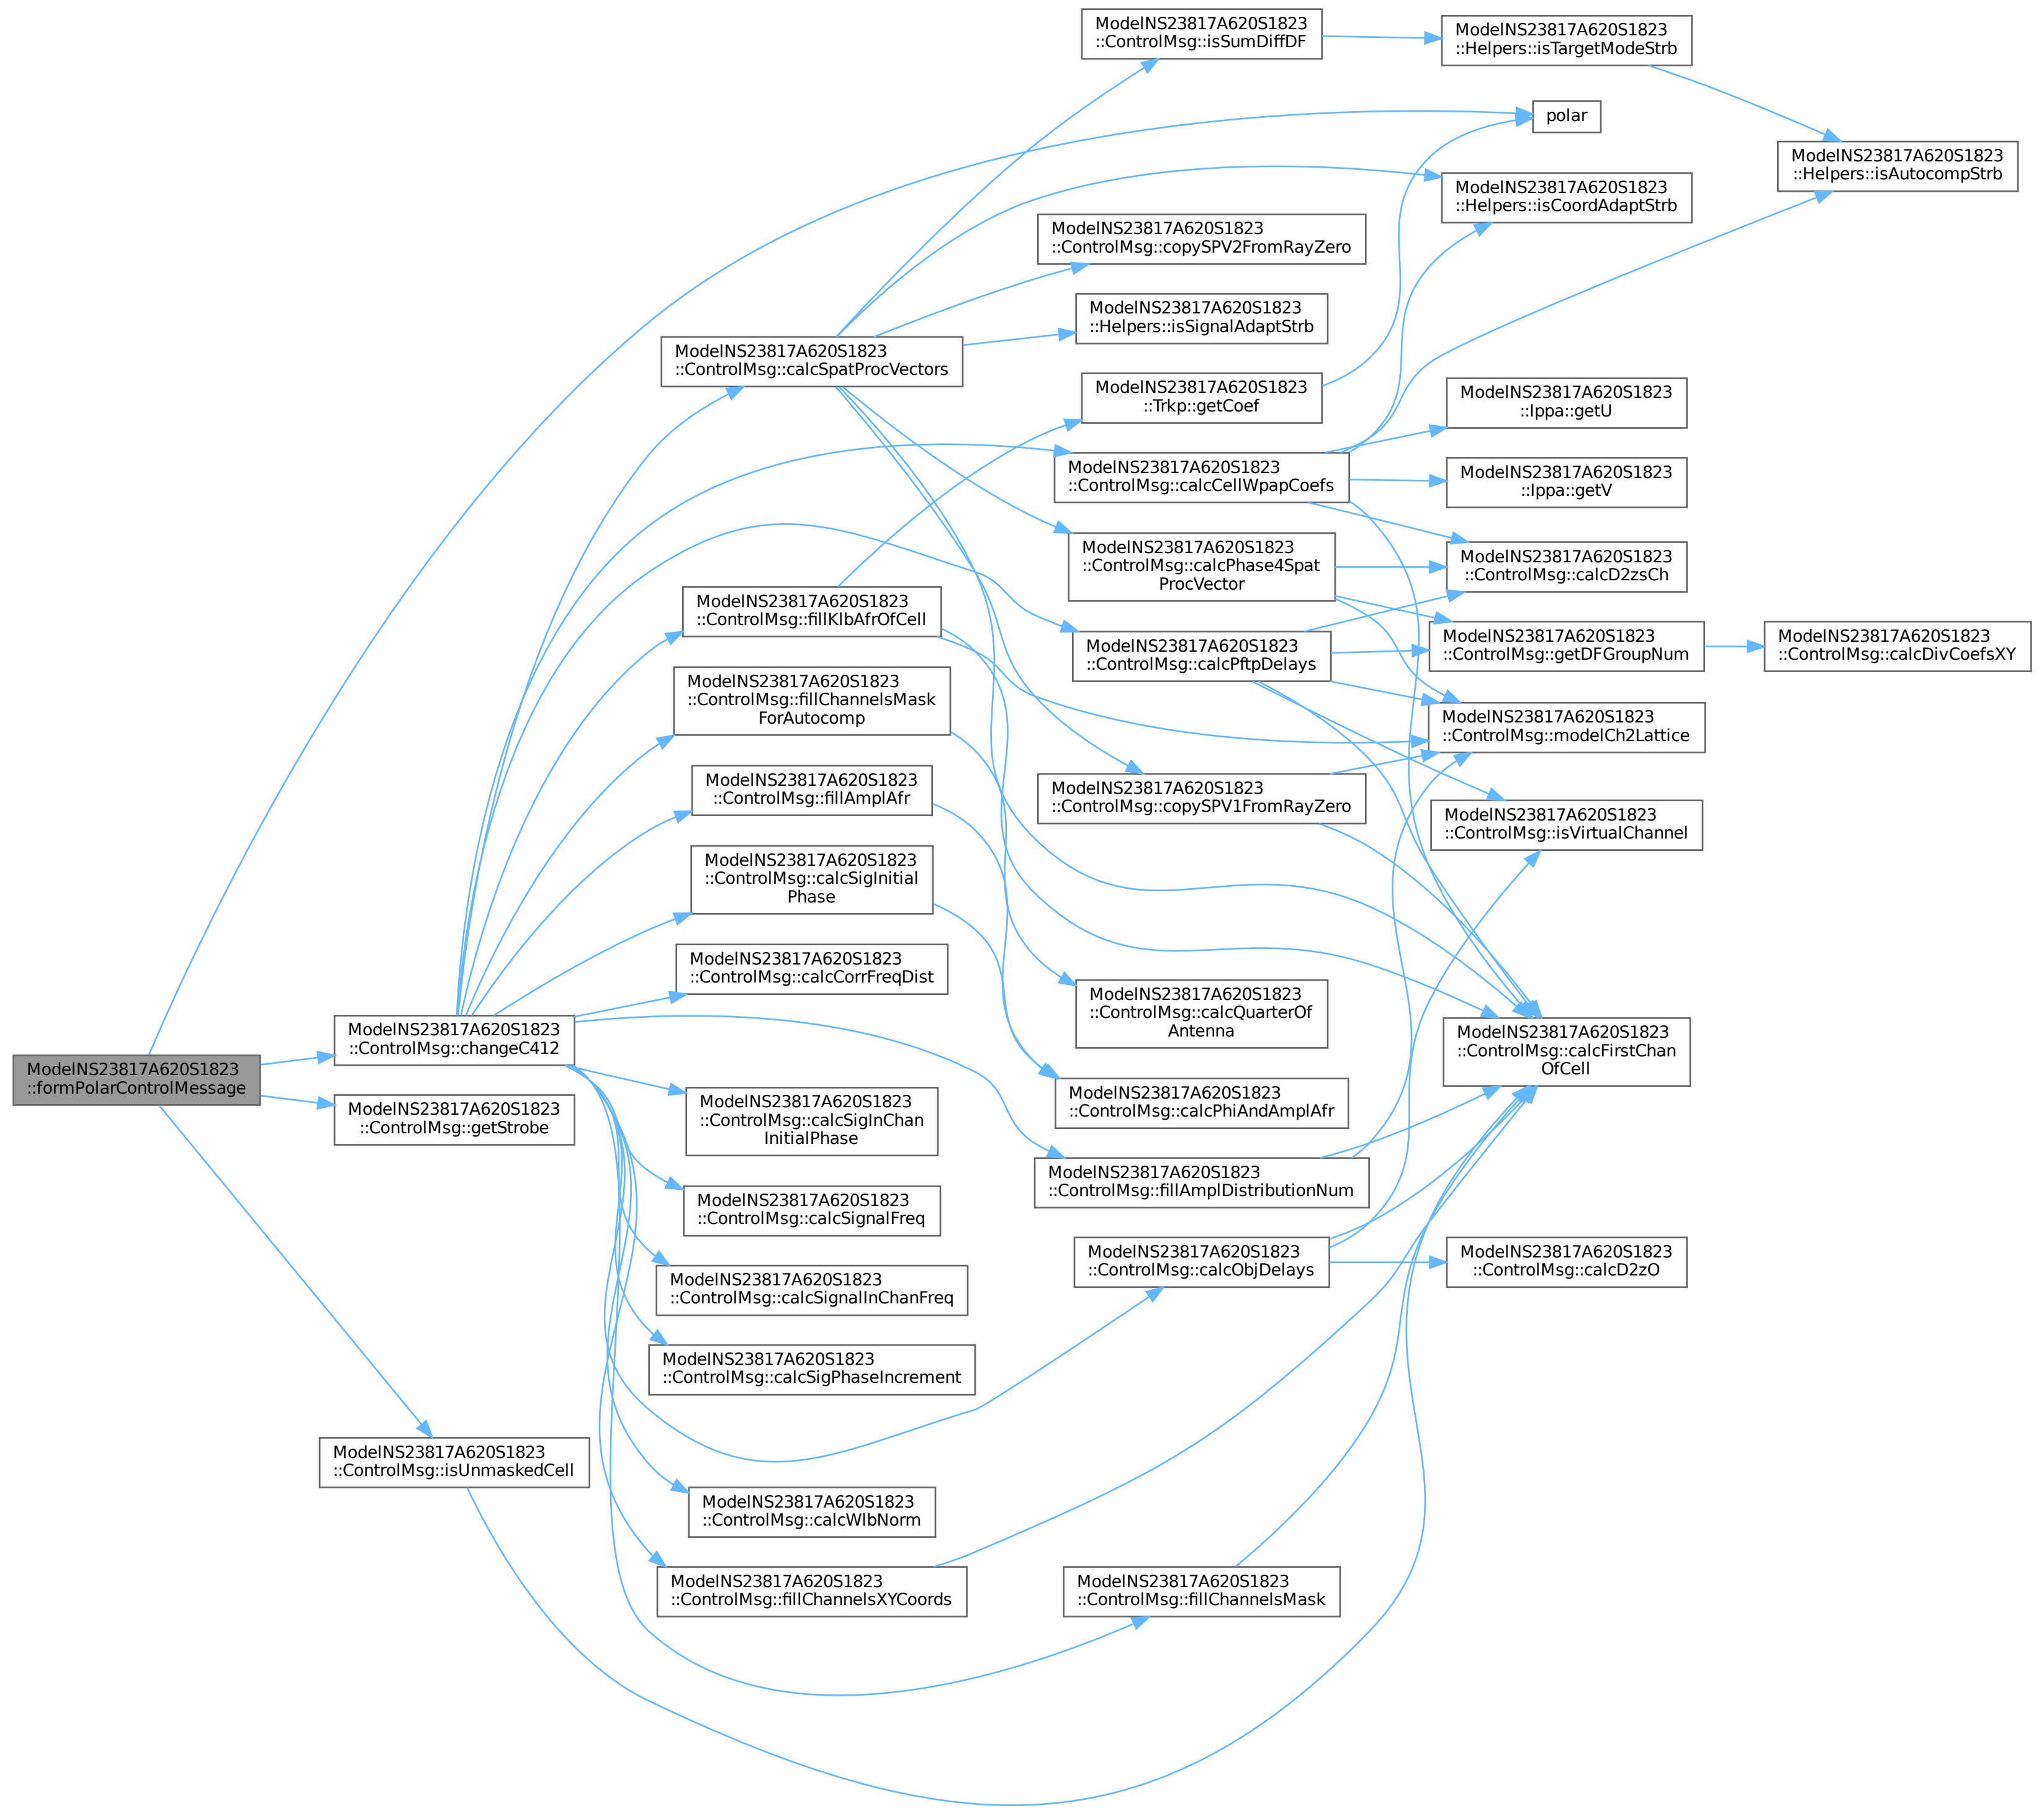 ModelNS23817A620S1823
::formPolarControlMessage
ModelNS23817A620S1823
::ControlMsg::changeC412
ModelNS23817A620S1823
::ControlMsg::getStrobe
ModelNS23817A620S1823
::ControlMsg::isUnmaskedCell
ModelNS23817A620S1823
::ControlMsg::calcSpatProcVectors
ModelNS23817A620S1823
::ControlMsg::fillKlbAfrOfCell
ModelNS23817A620S1823
::ControlMsg::fillChannelsMask
ForAutocomp
ModelNS23817A620S1823
::ControlMsg::fillAmplAfr
ModelNS23817A620S1823
::ControlMsg::calcSigInitial
Phase
ModelNS23817A620S1823
::ControlMsg::calcCorrFreqDist
ModelNS23817A620S1823
::ControlMsg::calcSigInChan
InitialPhase
ModelNS23817A620S1823
::ControlMsg::calcSignalFreq
ModelNS23817A620S1823
::ControlMsg::calcSignalInChanFreq
ModelNS23817A620S1823
::ControlMsg::calcSigPhaseIncrement
ModelNS23817A620S1823
::ControlMsg::calcWlbNorm
ModelNS23817A620S1823
::ControlMsg::fillChannelsXYCoords
ModelNS23817A620S1823
::ControlMsg::isSumDiffDF
ModelNS23817A620S1823
::ControlMsg::copySPV2FromRayZero
ModelNS23817A620S1823
::Helpers::isSignalAdaptStrb
ModelNS23817A620S1823
::Trkp::getCoef
ModelNS23817A620S1823
::ControlMsg::calcCellWpapCoefs
ModelNS23817A620S1823
::ControlMsg::calcPhase4Spat
ProcVector
ModelNS23817A620S1823
::ControlMsg::calcPftpDelays
ModelNS23817A620S1823
::ControlMsg::copySPV1FromRayZero
ModelNS23817A620S1823
::ControlMsg::calcQuarterOf
Antenna
ModelNS23817A620S1823
::ControlMsg::calcPhiAndAmplAfr
ModelNS23817A620S1823
::ControlMsg::fillAmplDistributionNum
ModelNS23817A620S1823
::ControlMsg::calcObjDelays
ModelNS23817A620S1823
::ControlMsg::fillChannelsMask
ModelNS23817A620S1823
::Helpers::isTargetModeStrb
polar
ModelNS23817A620S1823
::Helpers::isCoordAdaptStrb
ModelNS23817A620S1823
::Ippa::getU
ModelNS23817A620S1823
::Ippa::getV
ModelNS23817A620S1823
::ControlMsg::calcD2zsCh
ModelNS23817A620S1823
::ControlMsg::getDFGroupNum
ModelNS23817A620S1823
::ControlMsg::modelCh2Lattice
ModelNS23817A620S1823
::ControlMsg::isVirtualChannel
ModelNS23817A620S1823
::ControlMsg::calcFirstChan
OfCell
ModelNS23817A620S1823
::ControlMsg::calcD2zO
ModelNS23817A620S1823
::Helpers::isAutocompStrb
ModelNS23817A620S1823
::ControlMsg::calcDivCoefsXY